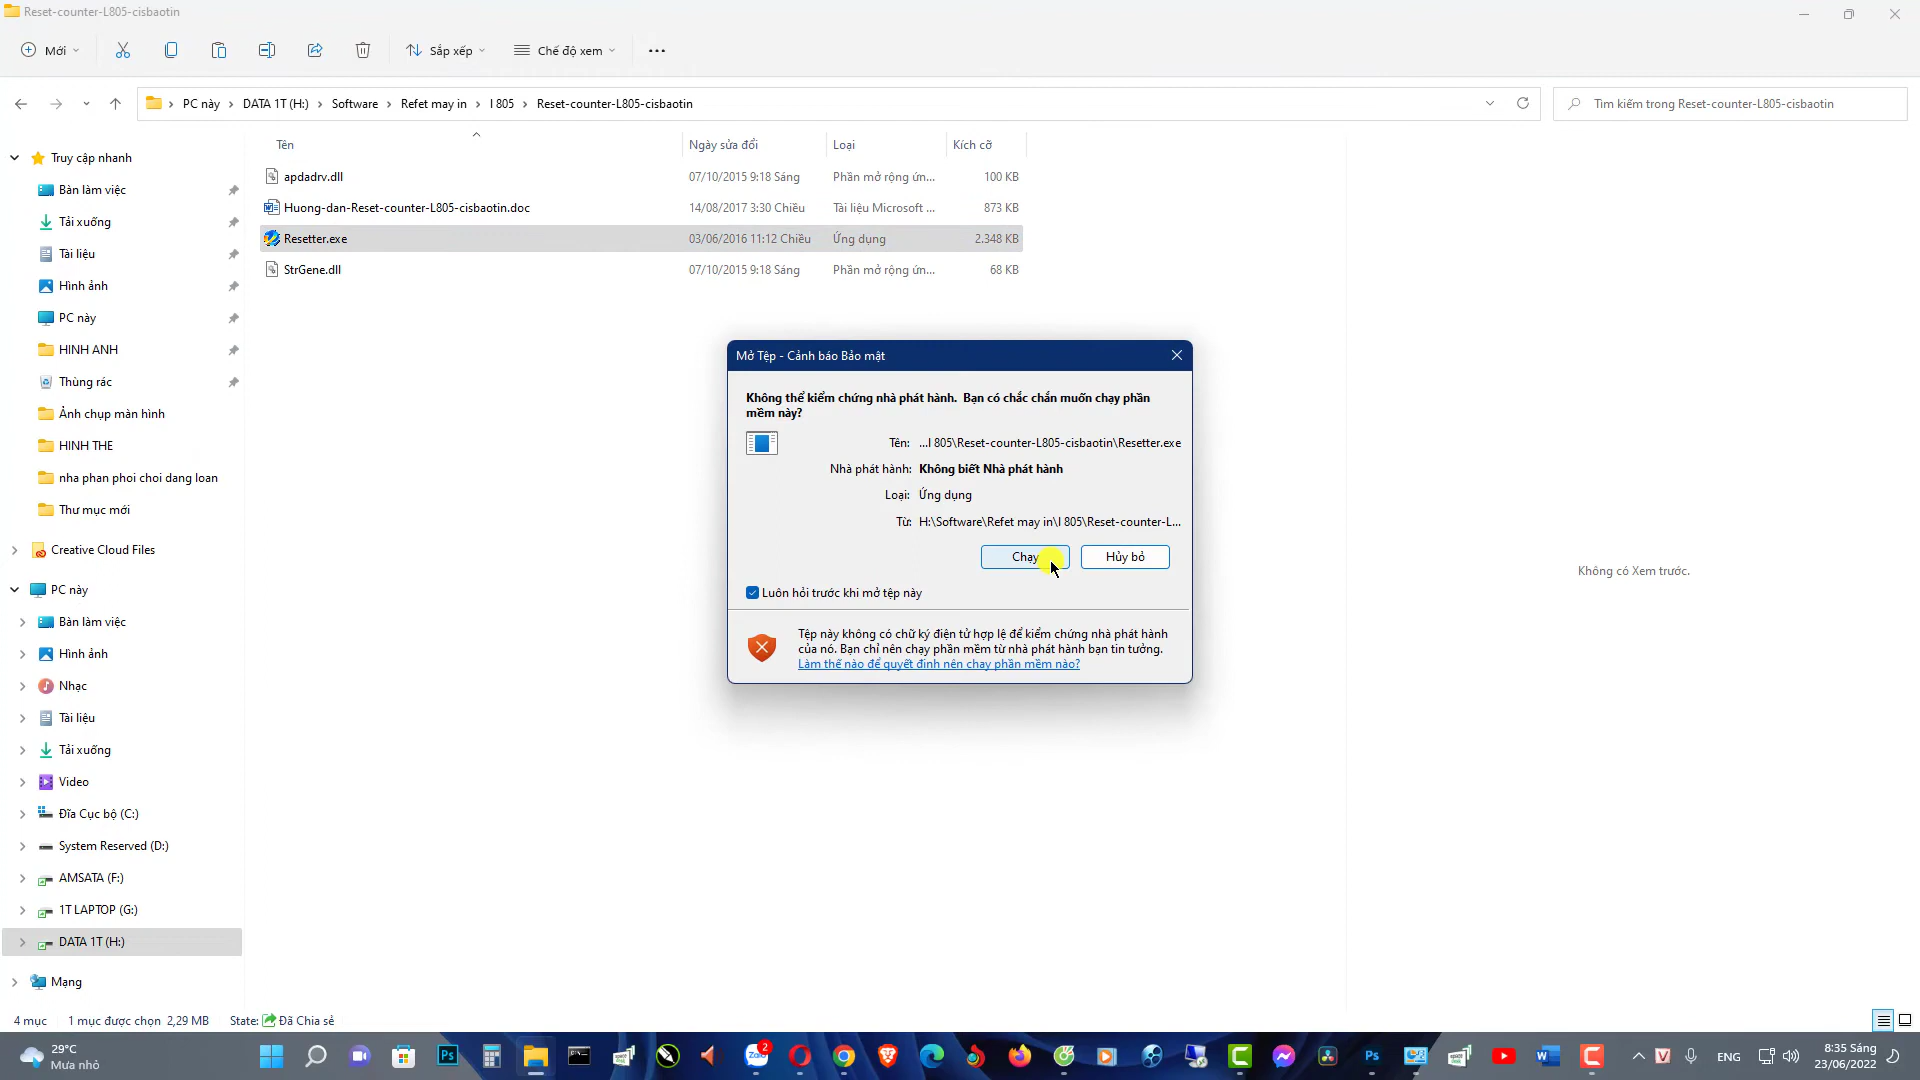 Reset-counter-L805-cisbaotin
Mới
Sắp xếp
Chế độ xem
PC này
DATA 1T (H:)
Software
Refet may in
l 805
Reset-counter-L805-cisbaotin
Tìm kiếm trong Reset-counter-L805-cisbaotin
Tên
Ngày sửa đổi
Loại
Kích cỡ
apdadrv.dll
07/10/2015 9:18 Sáng
Phần mở rộng ứn...
100 KB
Huong-dan-Reset-counter-L805-cisbaotin.doc
14/08/2017 3:30 Chiều
Tài liệu Microsoft ...
873 KB
Resetter.exe
03/06/2016 11:12 Chiều
Ứng dụng
2.348 KB
StrGene.dll
07/10/2015 9:18 Sáng
Phần mở rộng ứn...
68 KB
Truy cập nhanh
Bàn làm việc
Tải xuống
Tài liệu
Hình ảnh
PC này
HINH ANH
Thùng rác
Ảnh chụp màn hình
HINH THE
nha phan phoi choi dang loan
Thư mục mới
Creative Cloud Files
PC này
Bàn làm việc
Hình ảnh
Nhạc
Tài liệu
Tải xuống
Video
Đĩa Cục bộ (C:)
System Reserved (D:)
AMSATA (F:)
1T LAPTOP (G:)
DATA 1T (H:)
Mạng
Mở Tệp - Cảnh báo Bảo mật
Không thể kiểm chứng nhà phát hành. Bạn có chắc chắn muốn chạy phần
mềm này?
Tên: ...l 805\Reset-counter-L805-cisbaotin\Resetter.exe
Nhà phát hành: Không biết Nhà phát hành
Loại: Ứng dụng
Từ: H:\Software\Refet may in\l 805\Reset-counter-L...
Chạy
Hủy bỏ
Luôn hỏi trước khi mở tệp này
Tệp này không có chữ ký điện tử hợp lệ để kiểm chứng nhà phát hành
của nó. Bạn chỉ nên chạy phần mềm từ nhà phát hành bạn tin tưởng.
Làm thế nào để quyết định nên chạy phần mềm nào?
Không có Xem trước.
4 mục
1 mục được chọn 2,29 MB
State: Đã Chia sẻ
29°C
Mưa nhỏ
Ps
Zalo
2
Ps
ENG
8:35 Sáng
23/06/2022